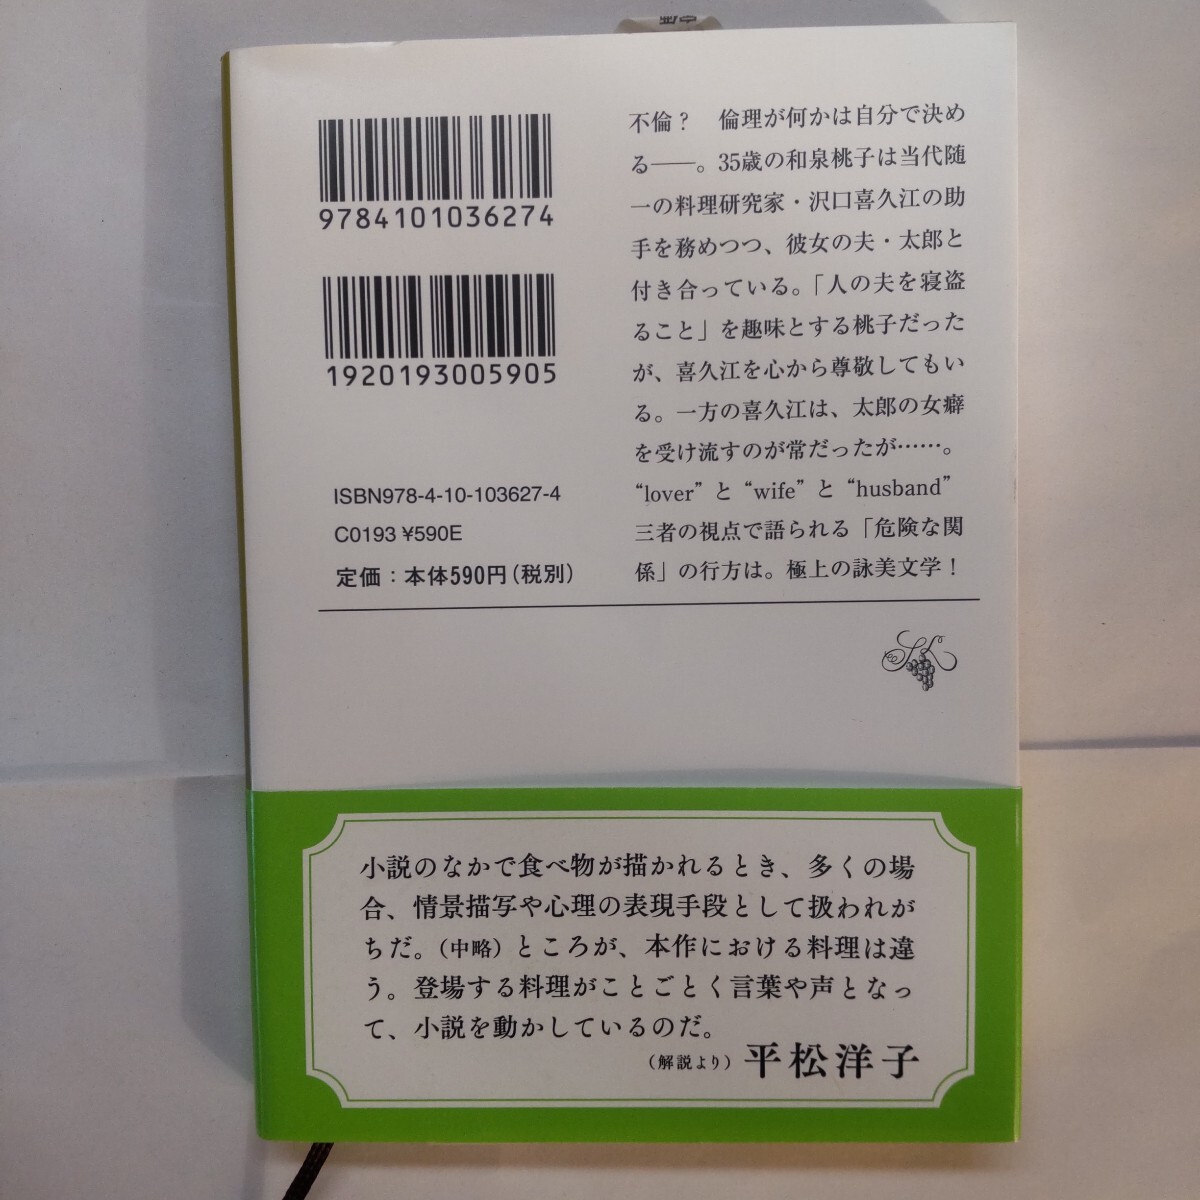 9784101036274
1920193005905
ISBN978-4-10-103627-4
C0193 ¥590E
定価：本体590円(税別)
不倫？　倫理が何かは自分で決め
る――。35歳の和泉桃子は当代随
一の料理研究家・沢口喜久江の助
手を務めつつ、彼女の夫・太郎と
付き合っている。「人の夫を寝盗
ること」を趣味とする桃子だった
が、喜久江を心から尊敬してもい
る。一方の喜久江は、太郎の女癖
を受け流すのが常だったが……。
“lover”と“wife”と“husband”
三者の視点で語られる「危険な関
係」の行方は。極上の詠美文学！
小説のなかで食べ物が描かれるとき、多くの場
合、情景描写や心理の表現手段として扱われが
ちだ。(中略)ところが、本作における料理は違
う。登場する料理がことごとく言葉や声となっ
て、小説を動かしているのだ。
(解説より) 平松洋子